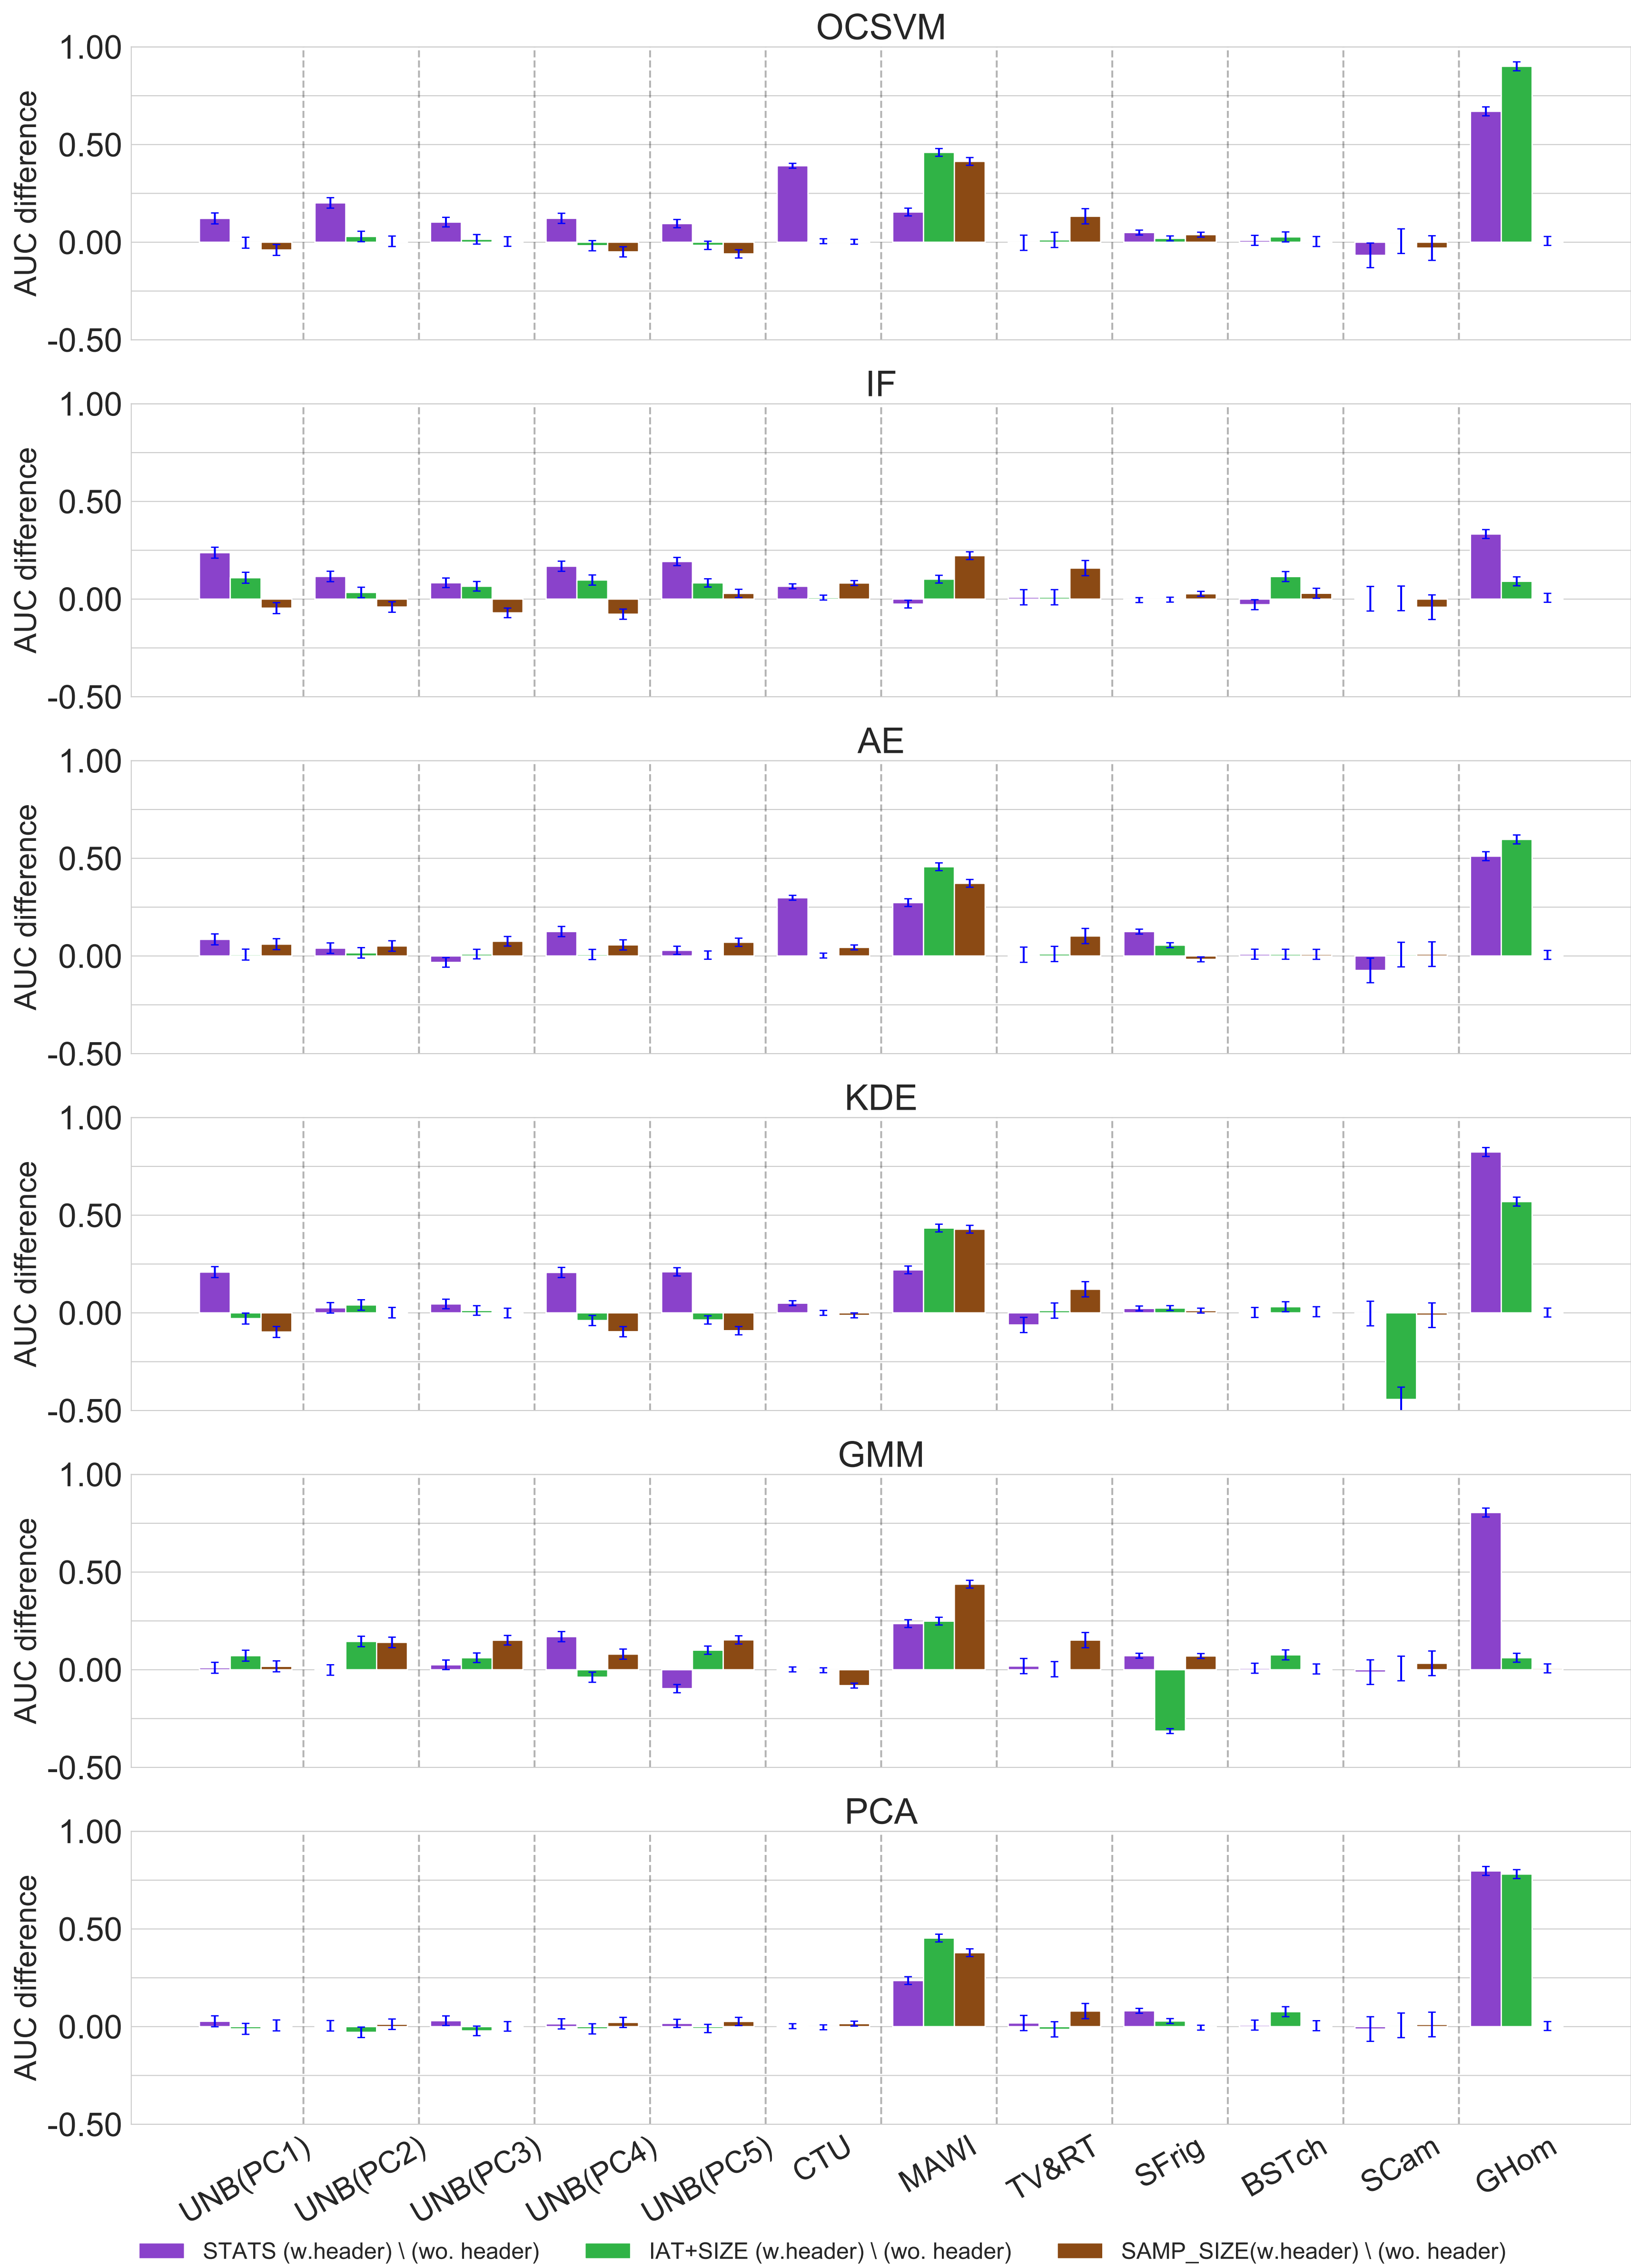 OCSVM
1.00
0.50
0.00
-0.50
AUC difference
IF
1.00
0.50
0.00
-0.50
AUC difference
AE
1.00
0.50
0.00
-0.50
AUC difference
KDE
1.00
0.50
0.00
-0.50
AUC difference
GMM
1.00
0.50
0.00
-0.50
AUC difference
PCA
1.00
0.50
0.00
-0.50
AUC difference
UNB(PC1) UNB(PC2) UNB(PC3) UNB(PC4) UNB(PC5) CTU MAWI TV&RT SFrig BSTch SCam GHom
STATS (w.header) \ (wo. header) IAT+SIZE (w.header) \ (wo. header) SAMP_SIZE(w.header) \ (wo. header)